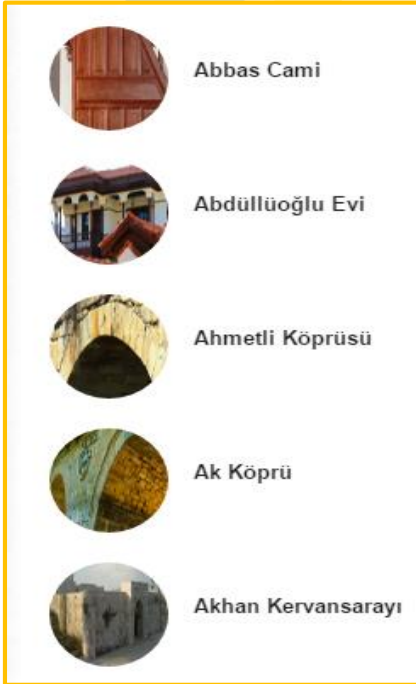 Abbas Cami
Abdüllüoğlu Evi
Ahmetli Köprüsü
Ak Köprü
Akhan Kervansarayı